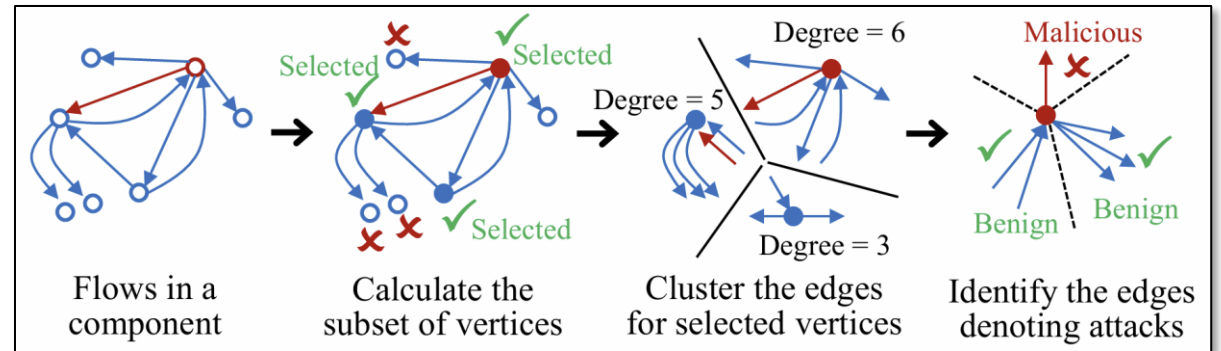 Selected
Selected
Selected
Degree = 6
Degree = 5
Degree = 3
Malicious
Benign
Benign
Flows in a
component
Calculate the
subset of vertices
Cluster the edges
for selected vertices
Identify the edges
denoting attacks